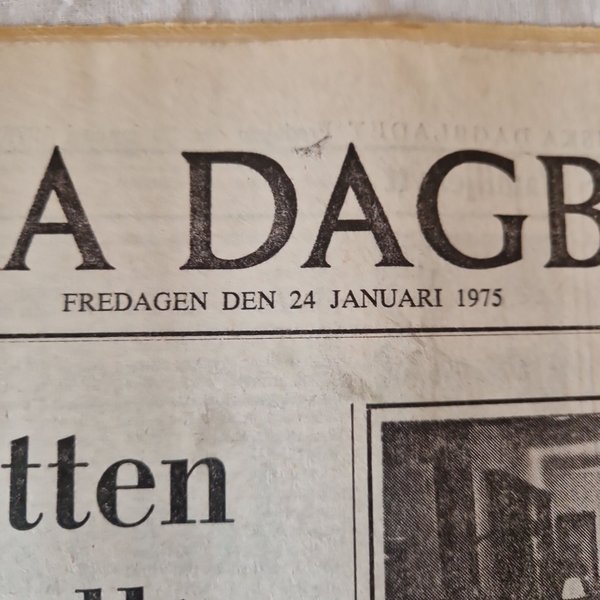 A DAGB
FREDAGEN DEN 24 JANUARI 1975
tten